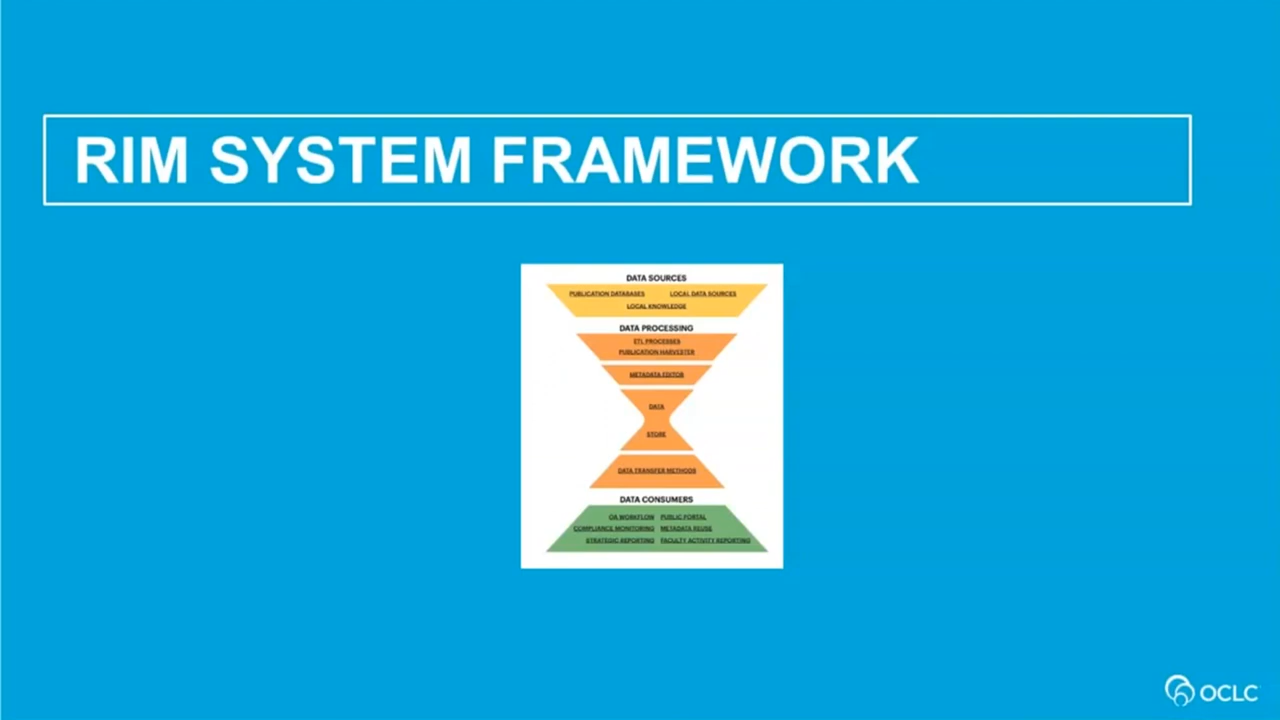 RIM SYSTEM FRAMEWORK
DATA SOURCES
PUBLICATION DATABASES LOCAL DATA SOURCES
LOCAL KNOWLEDGE
DATA PROCESSING
ETL PROCESSES
PUBLICATION HARVESTER
METADATA EDITOR
DATA
STORE
DATA TRANSFER METHODS
DATA CONSUMERS
OA WORKFLOW PUBLIC PORTAL
COMPLIANCE MONITORING METADATA REUSE
STRATEGIC REPORTING FACULTY ACTIVITY REPORTING
OCLC